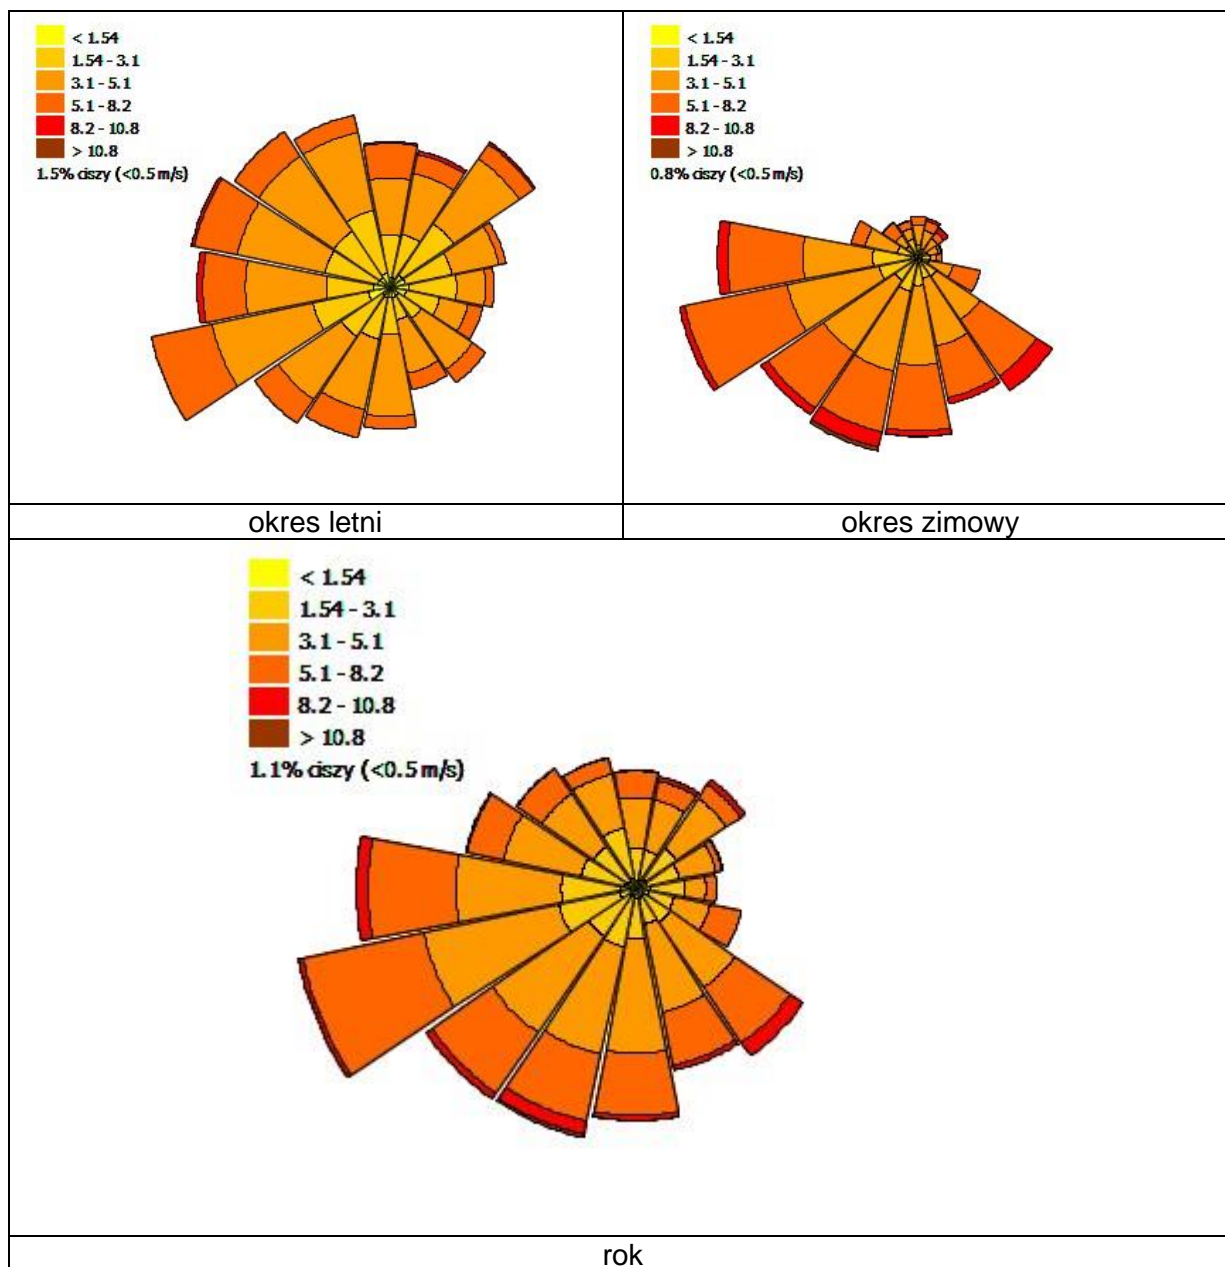 < 1.54
1.54 - 3.1
3.1 - 5.1
5.1 - 8.2
8.2 - 10.8
> 10.8
1.5% ciszy (<0.5 m/s)
< 1.54
1.54 - 3.1
3.1 - 5.1
5.1 - 8.2
8.2 - 10.8
> 10.8
0.8% ciszy (<0.5 m/s)
okres letni
okres zimowy
< 1.54
1.54 - 3.1
3.1 - 5.1
5.1 - 8.2
8.2 - 10.8
> 10.8
1.1% ciszy (<0.5 m/s)
rok